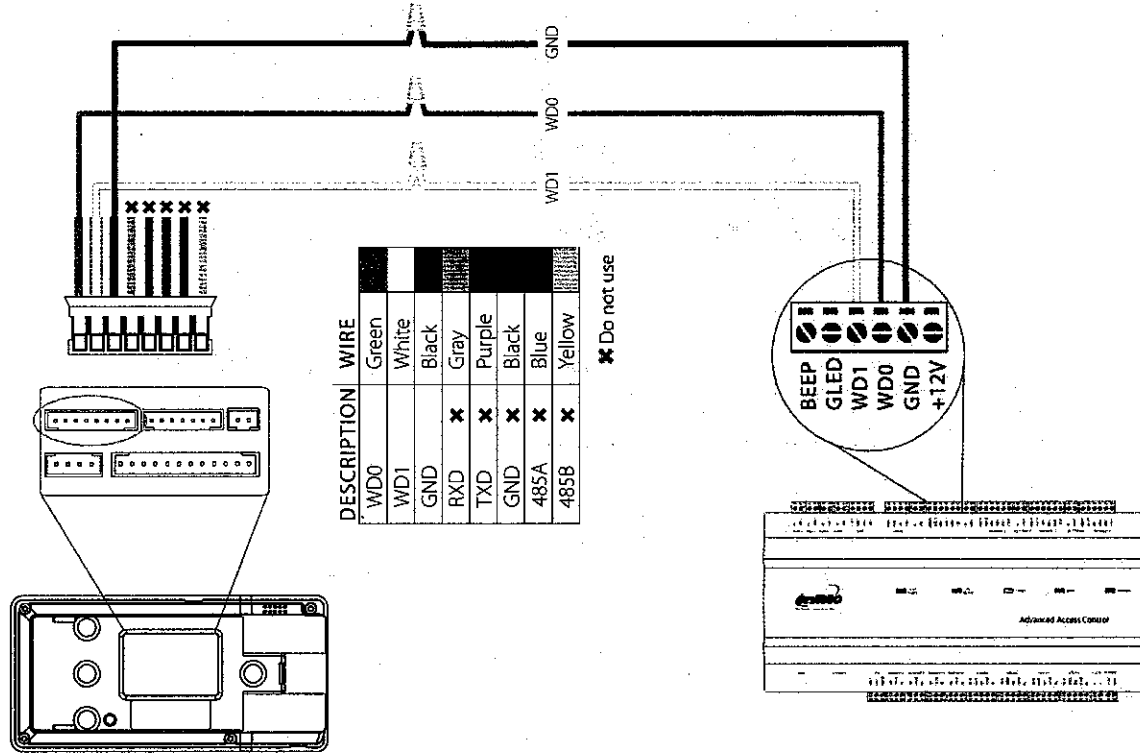 GND
WD0
WD1
DESCRIPTION WIRE
WD0 Green
WD1 White
GND Black
RXD ✖ Gray
TXD ✖ Purple
GND ✖ Black
485A ✖ Blue
485B ✖ Yellow
✖ Do not use
BEEP
GLED
WD1
WD0
GND
+12V
Advanced Access Control